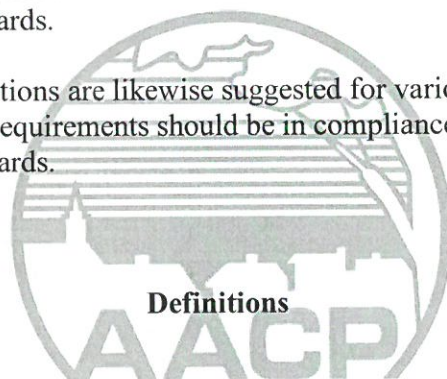 ards.
tions are likewise suggested for vario
equirements should be in compliance
ards.
Definitions
AACP